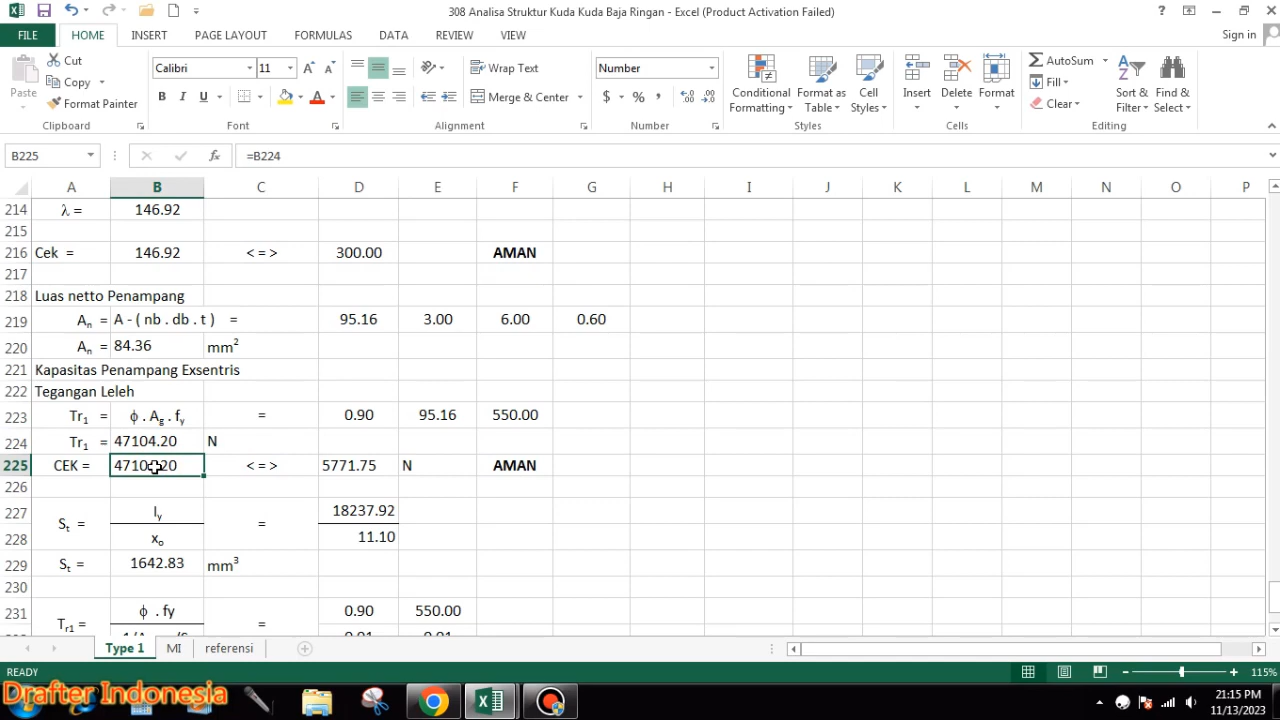 308 Analisa Struktur Kuda Kuda Baja Ringan - Excel (Product Activation Failed)
FILE HOME INSERT PAGE LAYOUT FORMULAS DATA REVIEW VIEW Sign in
Paste Cut Copy Format Painter
Calibri 11
B I U A
Wrap Text
Merge & Center
Number
$ % ,
Conditional Formatting Format as Table Cell Styles
Insert Delete Format
AutoSum Fill Clear
Sort & Filter Find & Select
Clipboard Font Alignment Number Styles Cells Editing
B225 fx =B224
A B C D E F G H I J K L M N O P
214 λ = 146.92
215
216 Cek = 146.92 < = > 300.00 AMAN
217
218 Luas netto Penampang
219 An = A - ( nb . db . t ) = 95.16 3.00 6.00 0.60
220 An = 84.36 mm2
221 Kapasitas Penampang Exsentris
222 Tegangan Leleh
223 Tr1 = ϕ . Ag . fy = 0.90 95.16 550.00
224 Tr1 = 47104.20 N
225 CEK = 47104.20 < = > 5771.75 N AMAN
226
227 St = Iy = 18237.92
228 xo 11.10
229 St = 1642.83 mm3
230
231 Tr1 = ϕ . fy = 0.90 550.00
0.01 0.01
Type 1 MI referensi
READY 115%
Drafter Indonesia
21:15 PM
11/13/2023